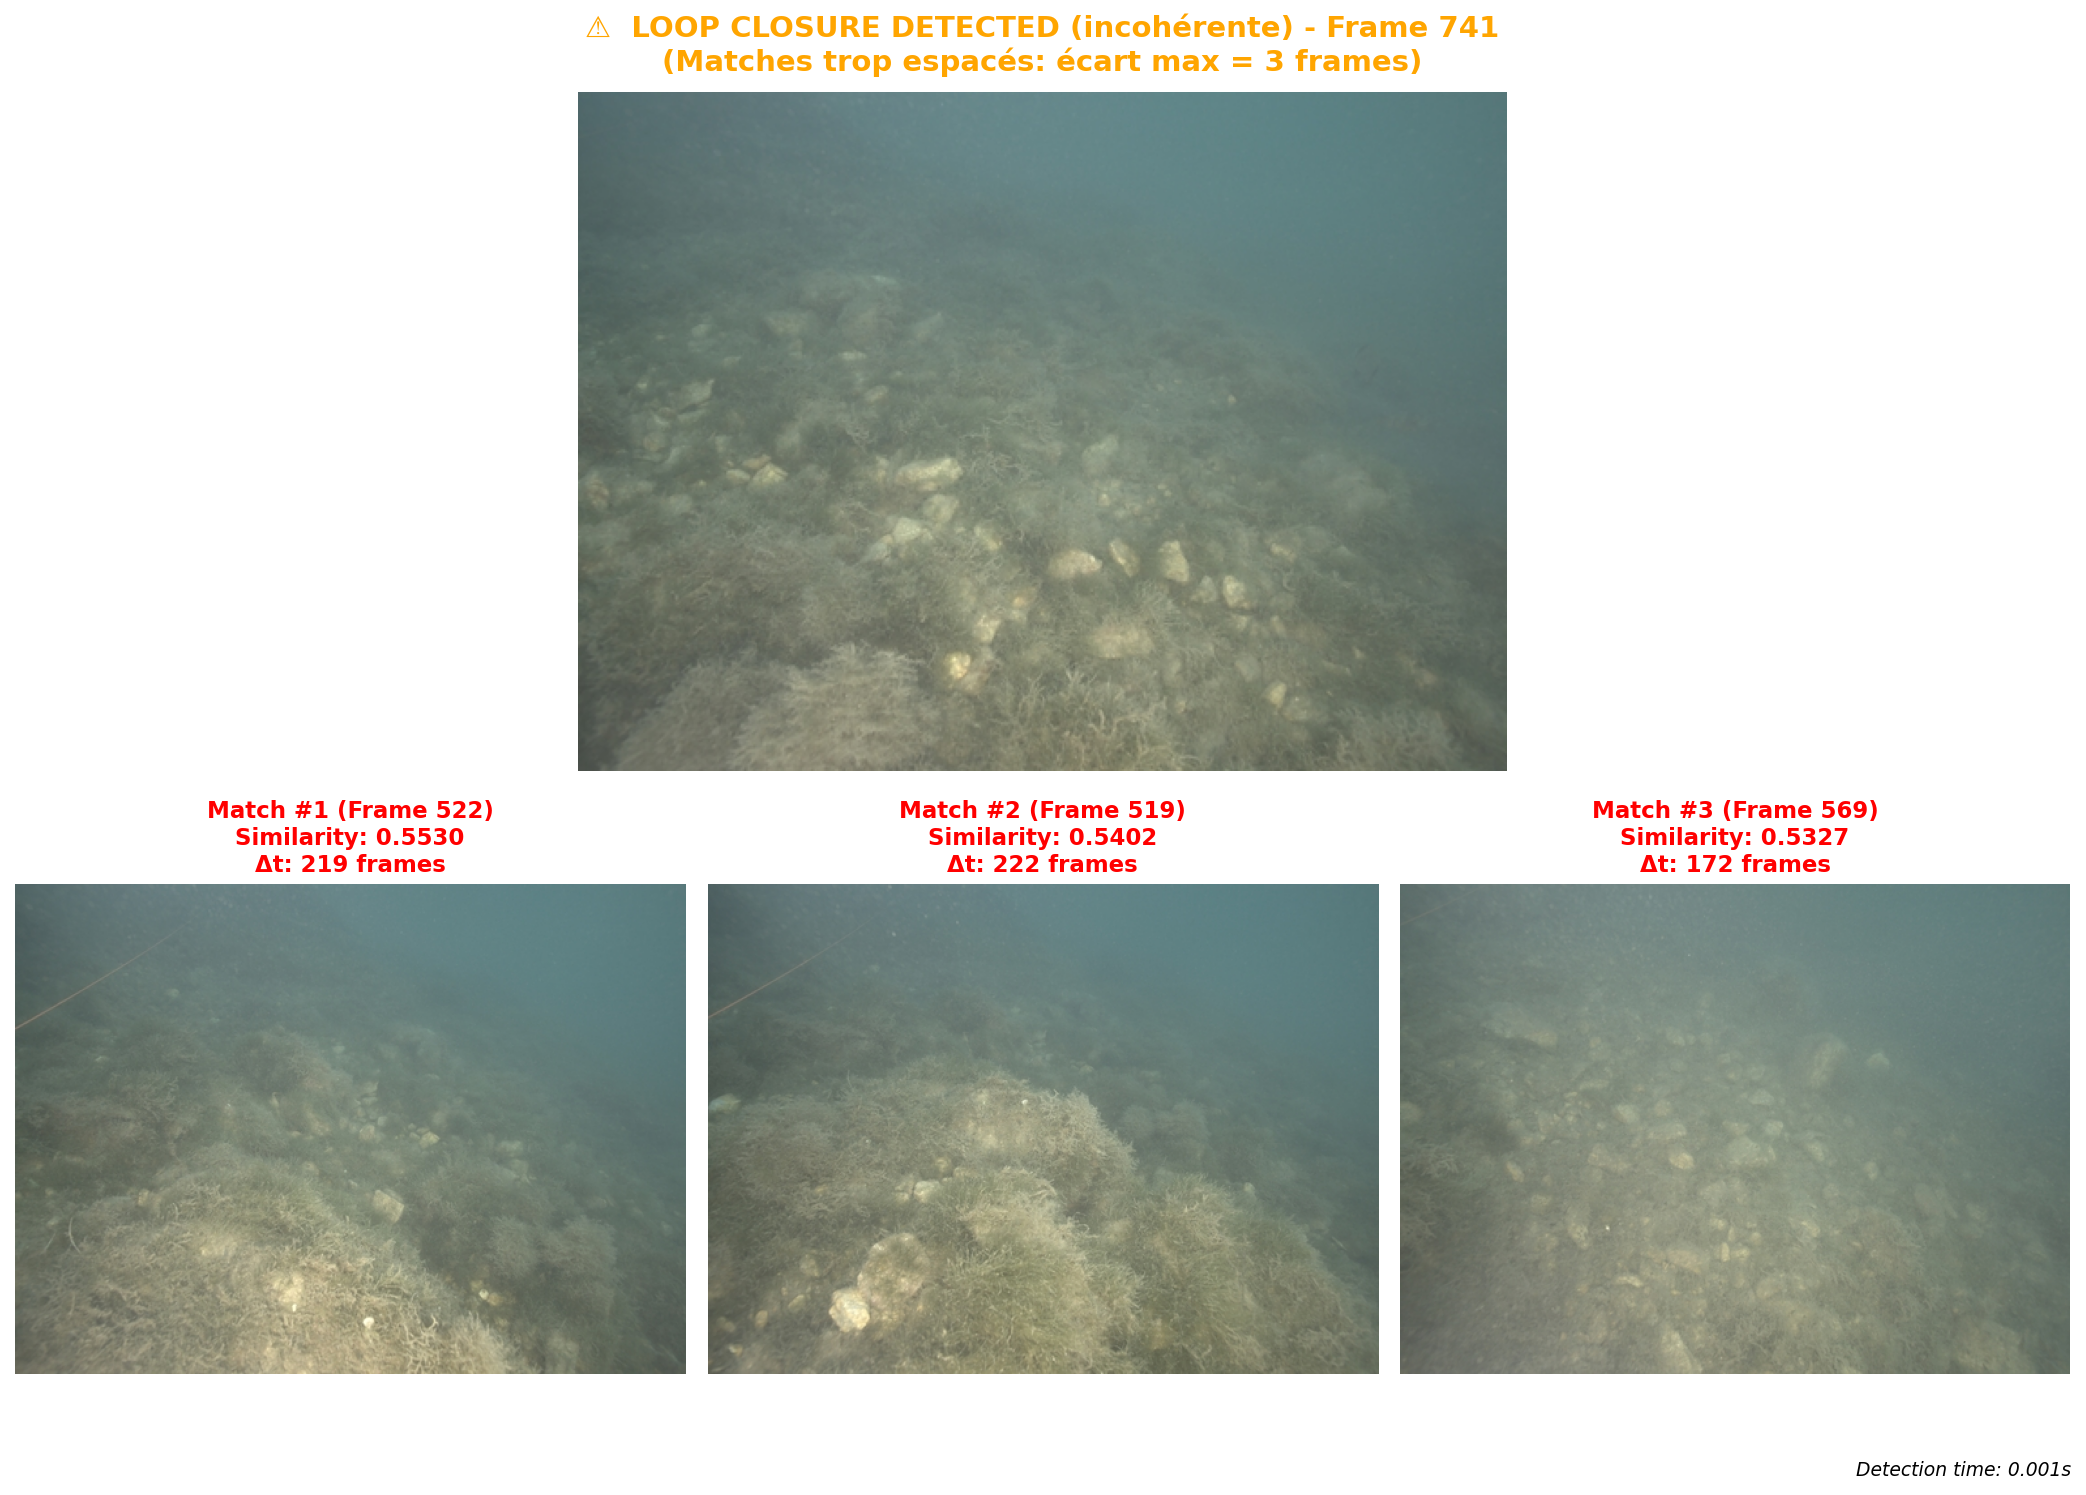 ⚠ LOOP CLOSURE DETECTED (incohérente) - Frame 741
(Matches trop espacés: écart max = 3 frames)
Match #1 (Frame 522)
Similarity: 0.5530
Δt: 219 frames
Match #2 (Frame 519)
Similarity: 0.5402
Δt: 222 frames
Match #3 (Frame 569)
Similarity: 0.5327
Δt: 172 frames
Detection time: 0.001s